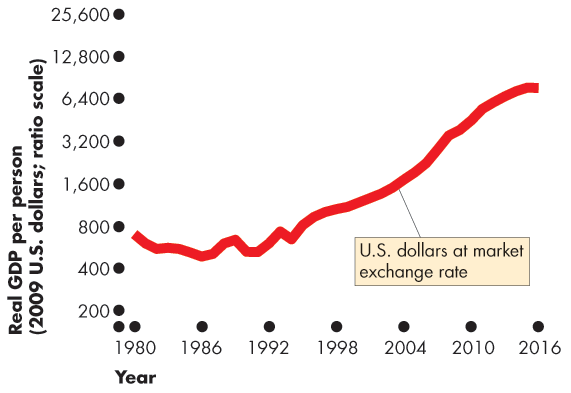 25,600
12,800
6,400
3,200
1,600
800
400
200
Real GDP per person
(2009 U.S. dollars; ratio scale)
U.S. dollars at market
exchange rate
1980 1986 1992 1998 2004 2010 2016
Year